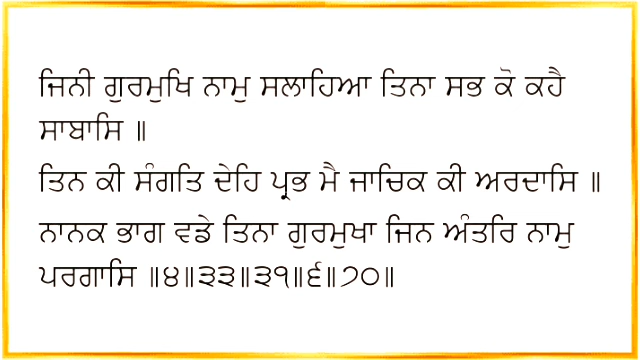 ਜਿਨੀ ਗੁਰਮੁਖਿ ਨਾਮੁ ਸਲਾਹਿਆ ਤਿਨਾ ਸਭ ਕੋ ਕਹੈ
ਸਾਬਾਸਿ ॥
ਤਿਨ ਕੀ ਸੰਗਤਿ ਦੇਹਿ ਪ੍ਰਭ ਮੈ ਜਾਚਿਕ ਕੀ ਅਰਦਾਸਿ ॥
ਨਾਨਕ ਭਾਗ ਵਡੇ ਤਿਨਾ ਗੁਰਮੁਖਾ ਜਿਨ ਅੰਤਰਿ ਨਾਮੁ
ਪਰਗਾਸਿ ॥੪॥੩੩॥੩੧॥੬॥੭੦॥